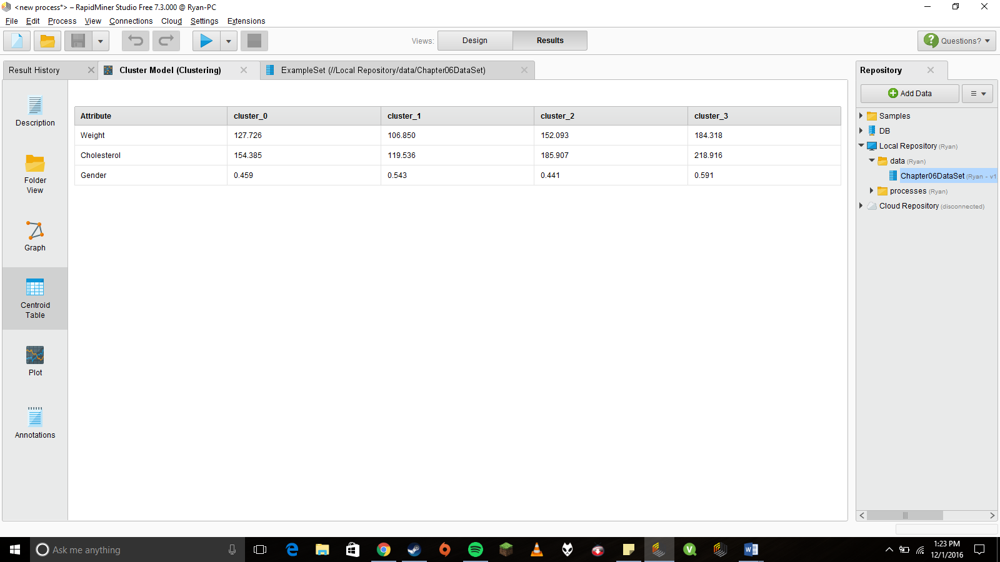 <new process*> – RapidMiner Studio Free 7.3.000 @ Ryan-PC
File Edit Process View Connections Cloud Settings Extensions
Views: Design Results
Questions?
Result History
Cluster Model (Clustering)
ExampleSet (//Local Repository/data/Chapter06DataSet)
Repository
Description
Folder
View
Graph
Centroid
Table
Plot
Annotations
Attribute cluster_0 cluster_1 cluster_2 cluster_3
Weight 127.726 106.850 152.093 184.318
Cholesterol 154.385 119.536 185.907 218.916
Gender 0.459 0.543 0.441 0.591
Add Data
Samples
DB
Local Repository (Ryan)
data (Ryan)
Chapter06DataSet (Ryan - v1
processes (Ryan)
Cloud Repository (disconnected)
Ask me anything
1:23 PM
12/1/2016